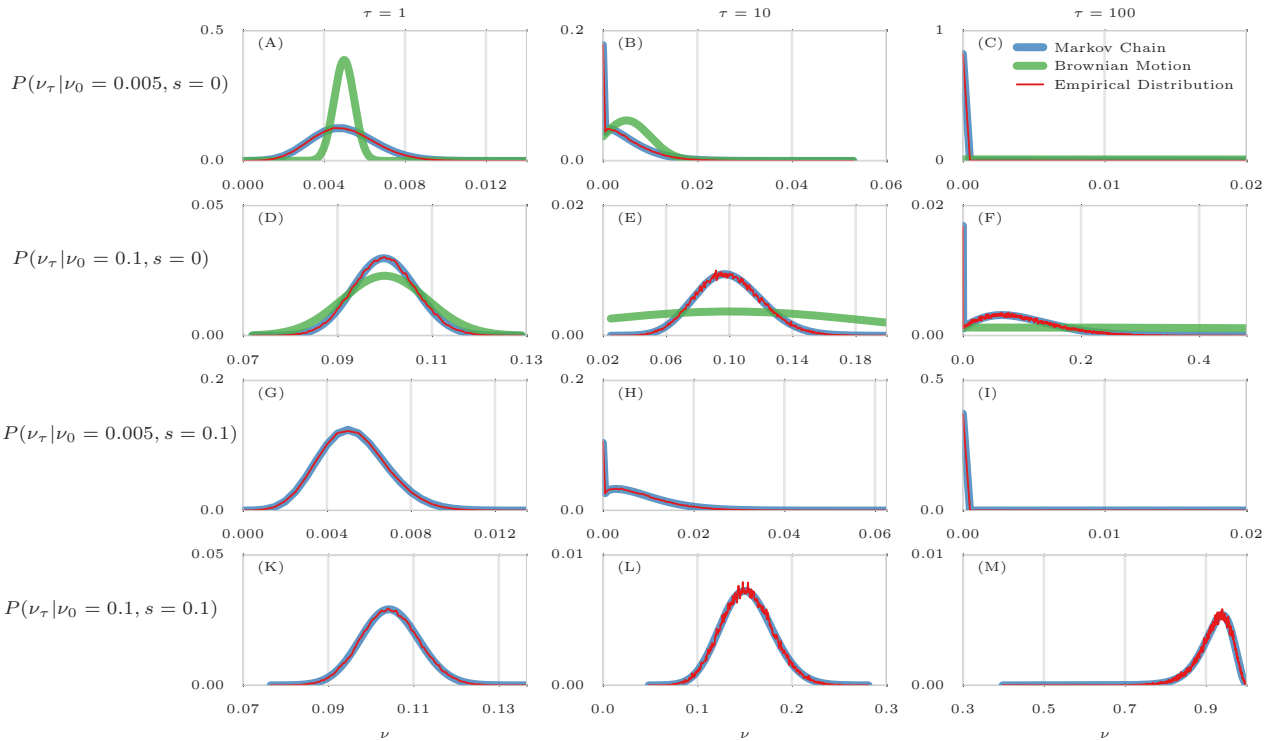 τ = 1
τ = 10
τ = 100
P(ν_τ|ν_0 = 0.005, s = 0)
(A)
0.5
0.0
0.000 0.004 0.008 0.012
(B)
0.2
0.0
0.00 0.02 0.04 0.06
(C)
1
0
0.00 0.01 0.02
Markov Chain
Brownian Motion
Empirical Distribution
P(ν_τ|ν_0 = 0.1, s = 0)
(D)
0.05
0.00
0.07 0.09 0.11 0.13
(E)
0.02
0.00
0.02 0.06 0.10 0.14 0.18
(F)
0.02
0.00
0.0 0.2 0.4
P(ν_τ|ν_0 = 0.005, s = 0.1)
(G)
0.2
0.0
0.000 0.004 0.008 0.012
(H)
0.2
0.0
0.00 0.02 0.04 0.06
(I)
0.5
0.0
0.00 0.01 0.02
P(ν_τ|ν_0 = 0.1, s = 0.1)
(K)
0.05
0.00
0.07 0.09 0.11 0.13
ν
(L)
0.01
0.00
0.0 0.1 0.2 0.3
ν
(M)
0.01
0.00
0.3 0.5 0.7 0.9
ν